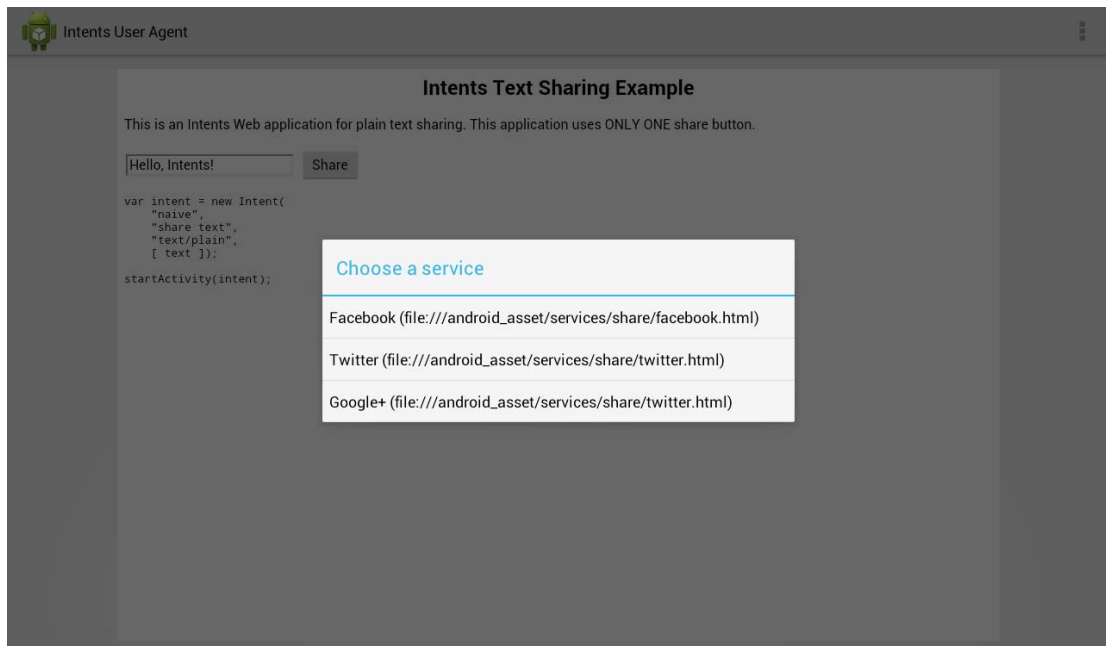 Intents User Agent
Intents Text Sharing Example
This is an Intents Web application for plain text sharing. This application uses ONLY ONE share button.
Hello, Intents! Share
var intent = new Intent(
"naive",
"share text",
"text/plain",
[ text ]);
startActivity(intent);
Choose a service
Facebook (file:///android_asset/services/share/facebook.html)
Twitter (file:///android_asset/services/share/twitter.html)
Google+ (file:///android_asset/services/share/twitter.html)